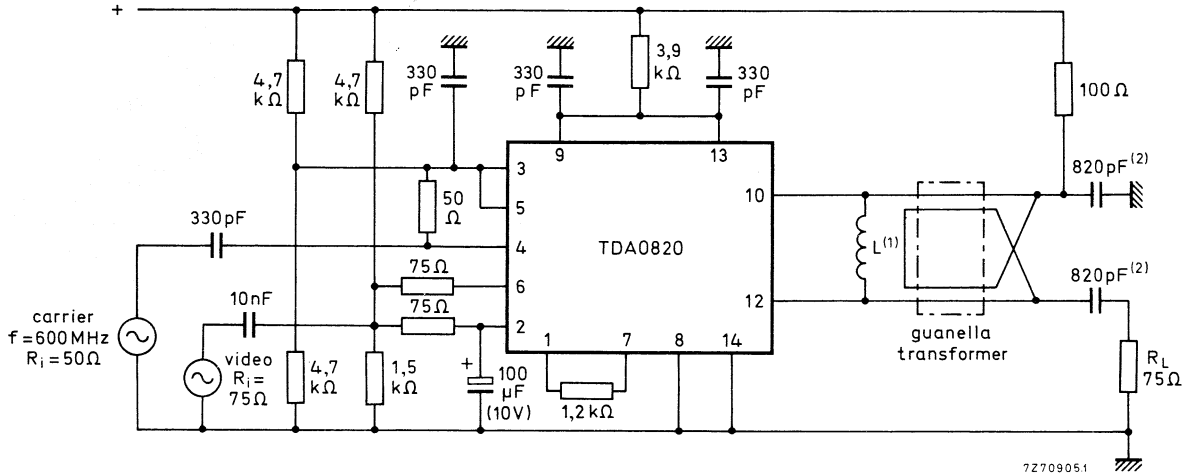 +
4,7
kΩ
4,7
kΩ
330
pF
330
pF
3,9
kΩ
330
pF
100Ω
9
13
3
5
4
6
2
10
12
1
7
8
14
TDA0820
50
Ω
330pF
75Ω
75Ω
10nF
carrier
f=600MHz
Ri=50Ω
video
Ri=
75Ω
4,7
kΩ
1,5
kΩ
+
100
µF
(10V)
1,2kΩ
L(1)
guanella
transformer
820pF(2)
820pF(2)
RL
75Ω
7Z70905.1